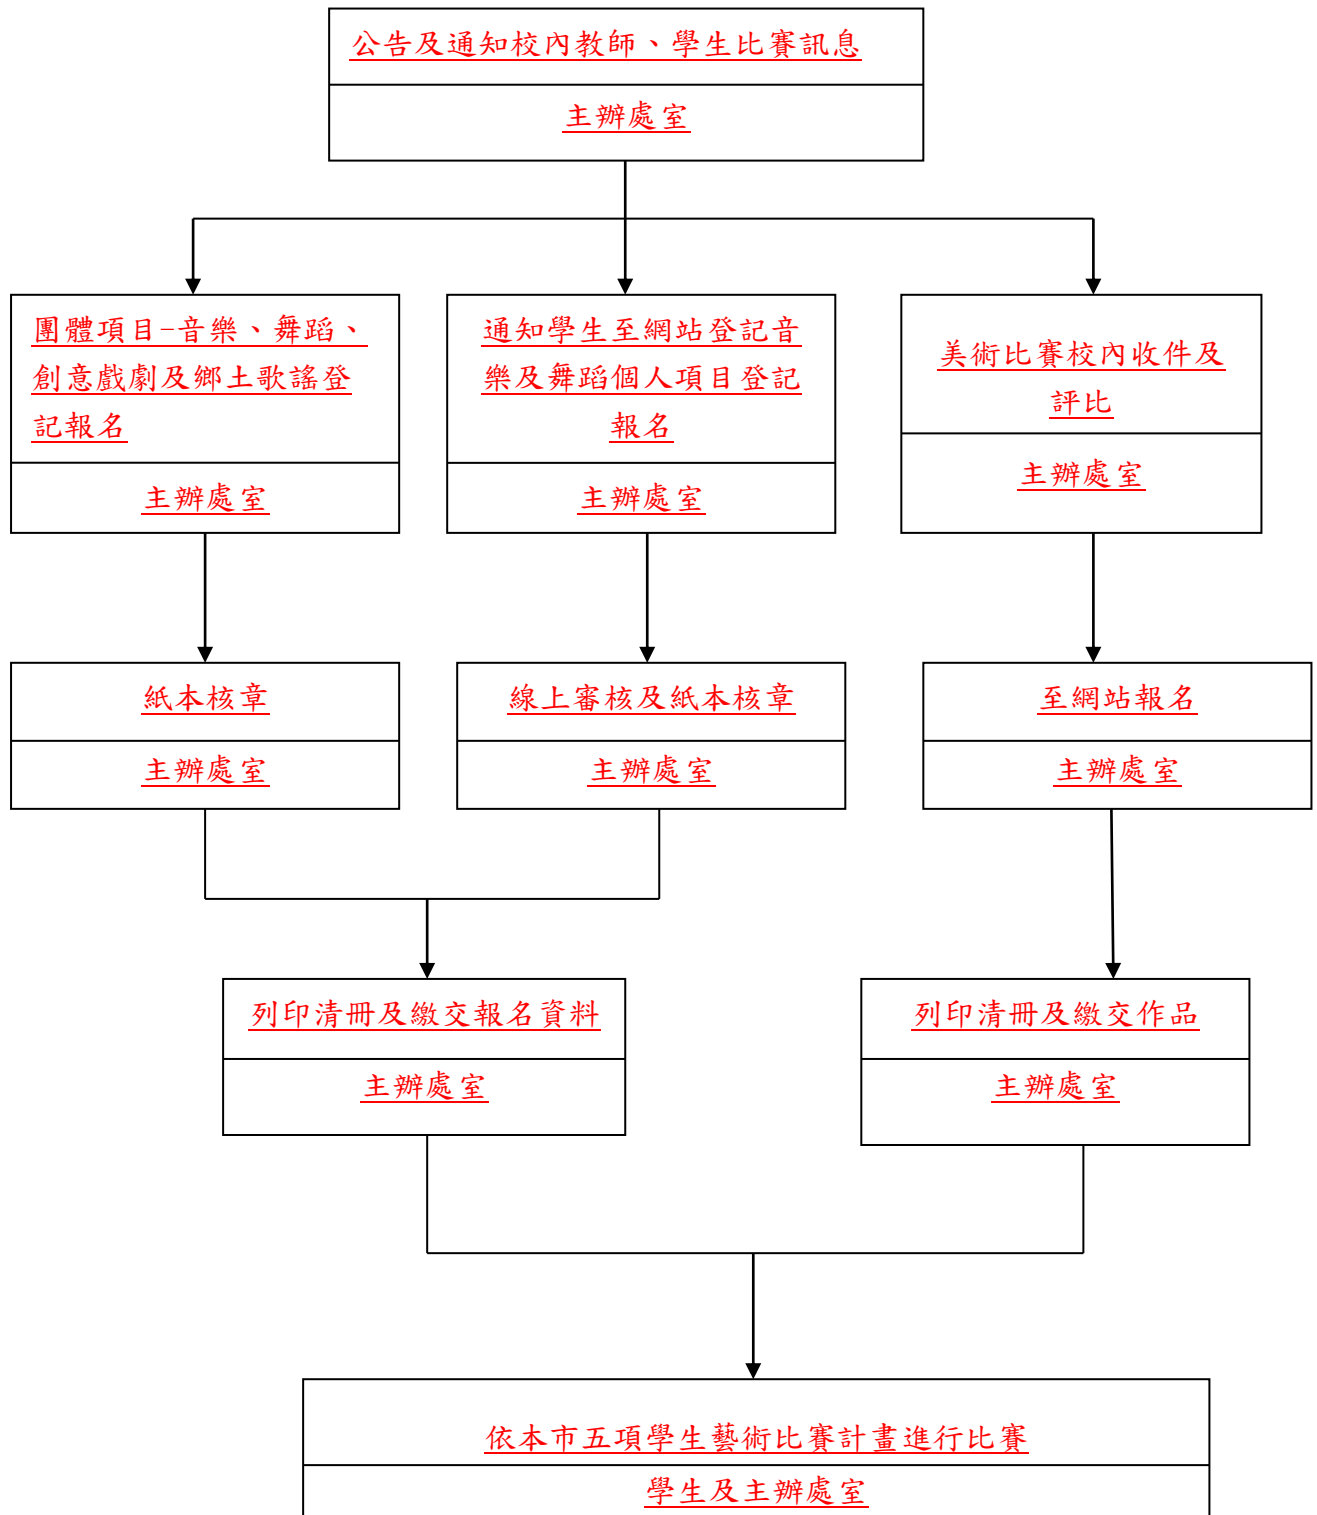 公告及通知校內教師、學生比賽訊息
主辦處室
團體項目-音樂、舞蹈、
創意戲劇及鄉土歌謠登
記報名
主辦處室
通知學生至網站登記音
樂及舞蹈個人項目登記
報名
主辦處室
美術比賽校內收件及
評比
主辦處室
紙本核章
主辦處室
線上審核及紙本核章
主辦處室
至網站報名
主辦處室
列印清冊及繳交報名資料
主辦處室
列印清冊及繳交作品
主辦處室
依本市五項學生藝術比賽計畫進行比賽
學生及主辦處室